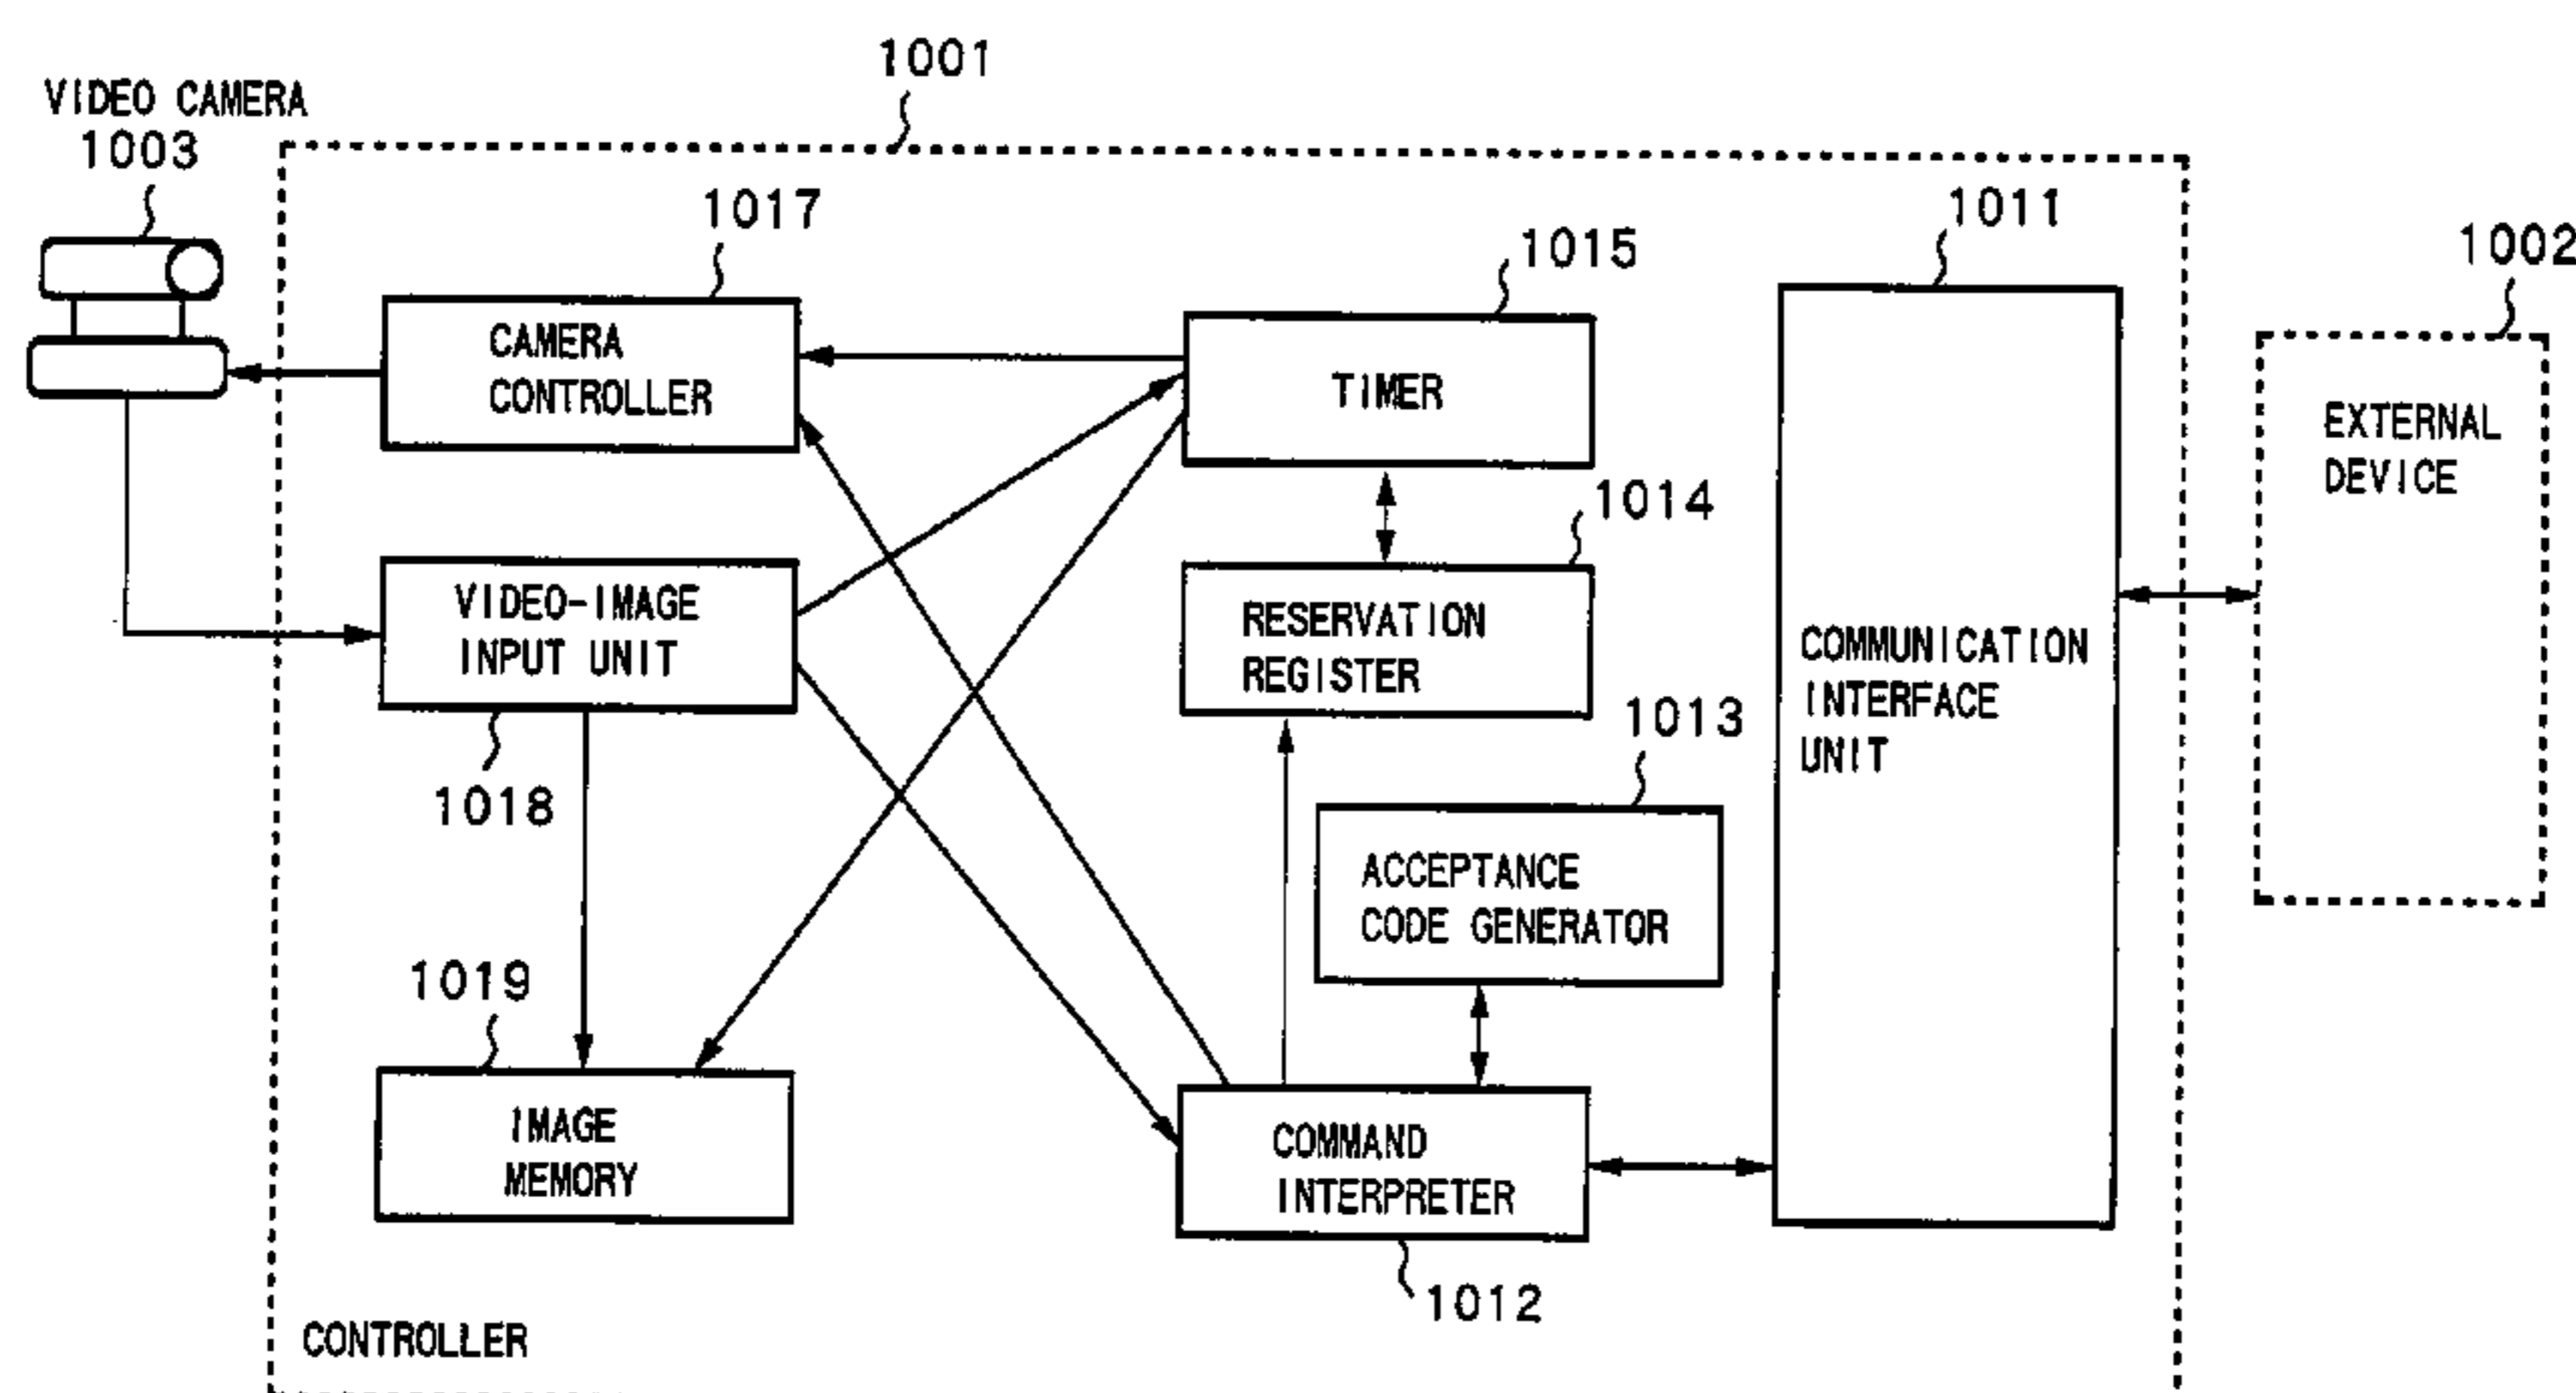 1001
VIDEO CAMERA
1003
1017
1011
1015
1002
CAMERA
CONTROLLER
TIMER
EXTERNAL
DEVICE
1014
VIDEO-IMAGE
INPUT UNIT
RESERVATION
REGISTER
COMMUNICATION
INTERFACE
UNIT
1013
1018
ACCEPTANCE
CODE GENERATOR
1019
IMAGE
MEMORY
COMMAND
INTERPRETER
1012
CONTROLLER